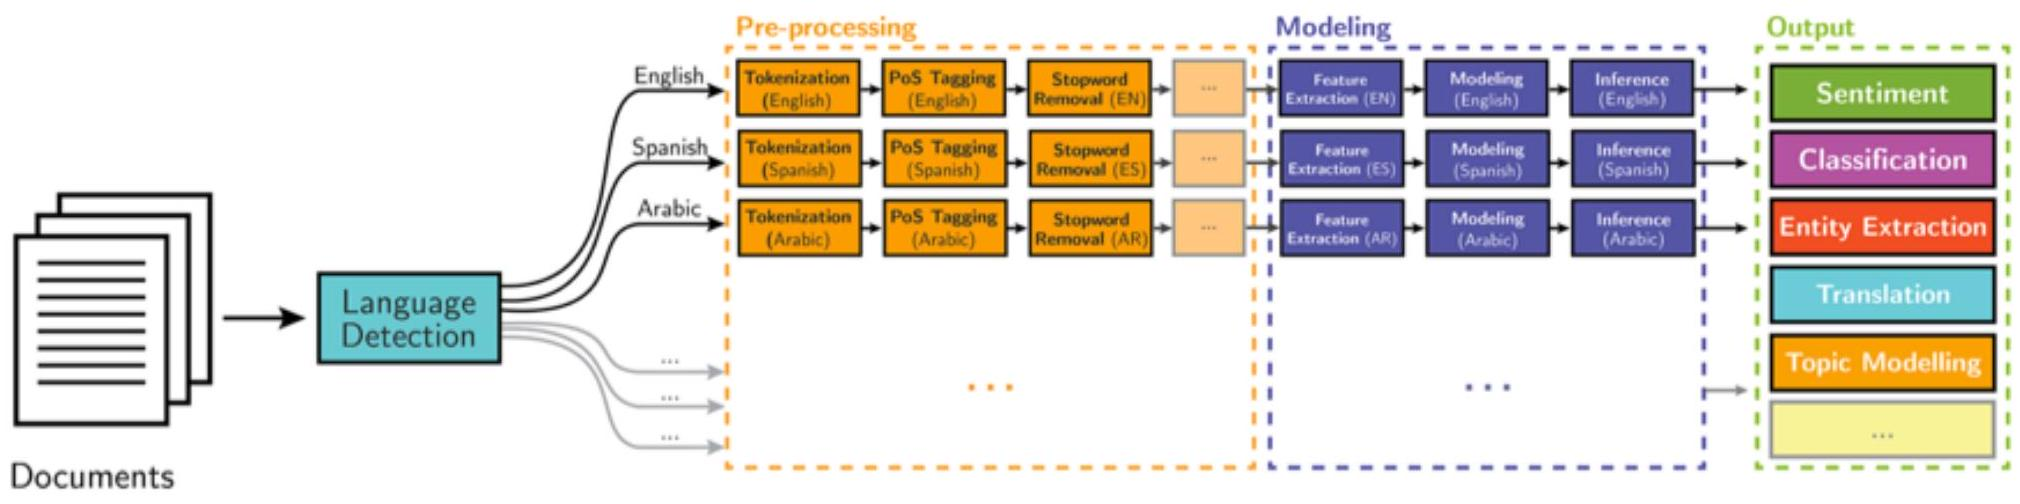 Pre-processing
Modeling
Output
English
Tokenization
(English)
PoS Tagging
(English)
Stopword
Removal (EN)
...
Feature
Extraction (EN)
Modeling
(English)
Inference
(English)
Sentiment
Spanish
Tokenization
(Spanish)
PoS Tagging
(Spanish)
Stopword
Removal (ES)
...
Feature
Extraction (ES)
Modeling
(Spanish)
Inference
(Spanish)
Classification
Arabic
Tokenization
(Arabic)
PoS Tagging
(Arabic)
Stopword
Removal (AR)
...
Feature
Extraction (AR)
Modeling
(Arabic)
Inference
(Arabic)
Entity Extraction
Language
Detection
Translation
...
...
...
...
...
Topic Modelling
...
Documents